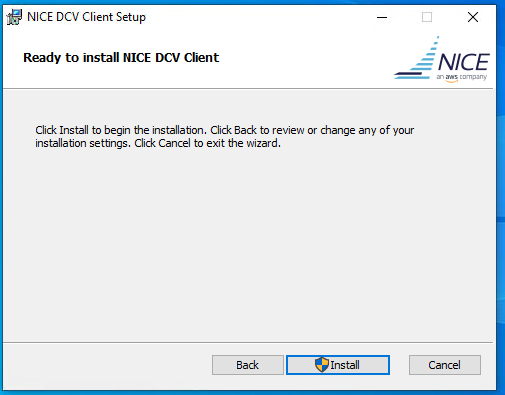 NICE DCV Client Setup
Ready to install NICE DCV Client
NICE
an aws company
Click Install to begin the installation. Click Back to review or change any of your
installation settings. Click Cancel to exit the wizard.
Back
Install
Cancel